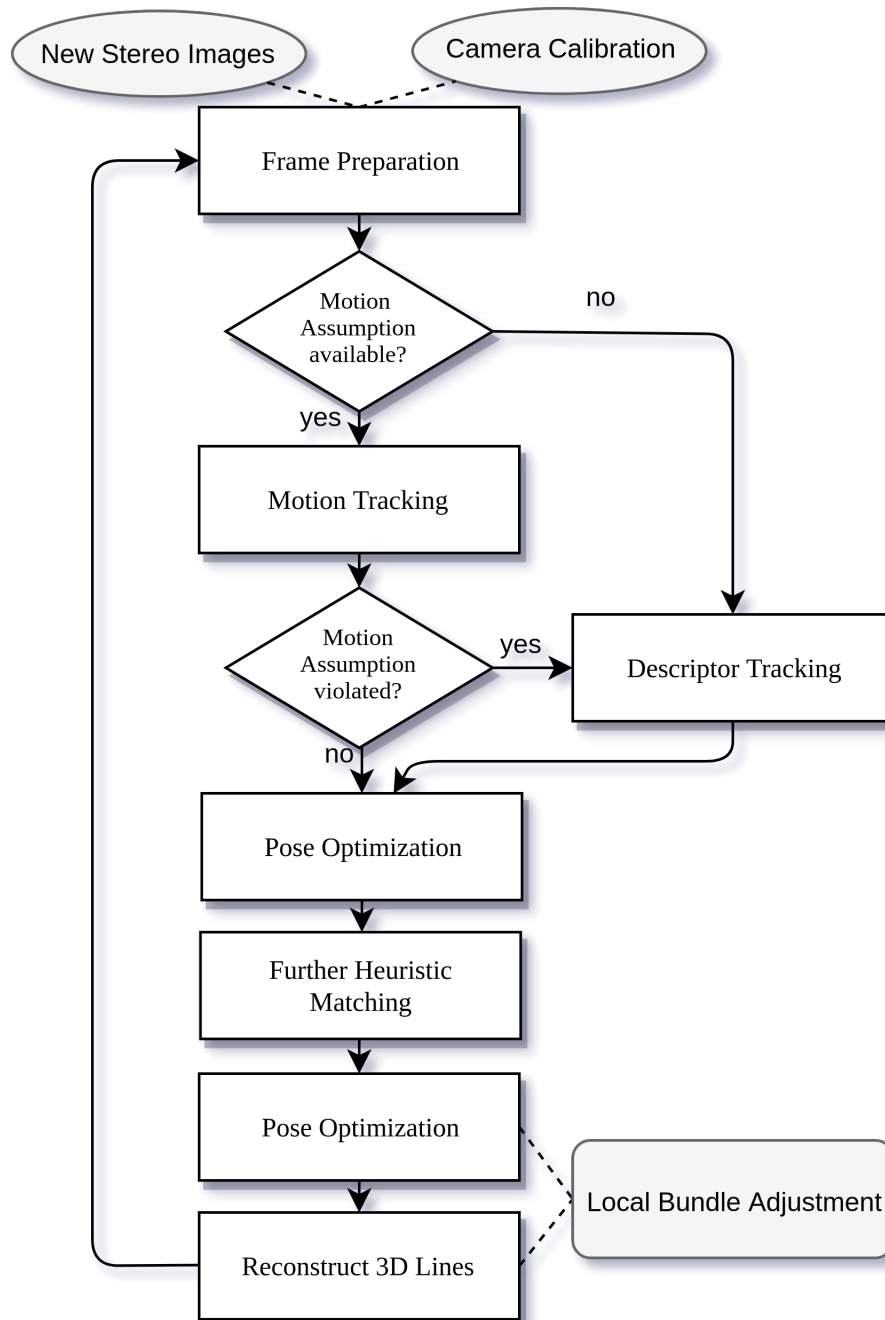 New Stereo Images
Camera Calibration
Frame Preparation
Motion
Assumption
available?
no
yes
Motion Tracking
Motion
Assumption
violated?
yes
Descriptor Tracking
no
Pose Optimization
Further Heuristic
Matching
Pose Optimization
Local Bundle Adjustment
Reconstruct 3D Lines